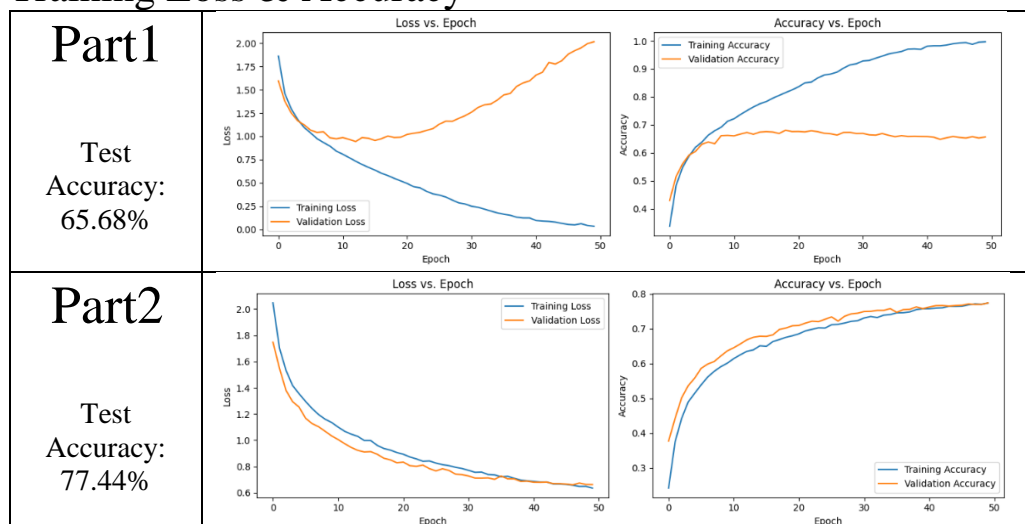 Training Loss & Accuracy
Part1
Test
Accuracy:
65.68%
Loss vs. Epoch
2.00
1.75
1.50
1.25
1.00
0.75
0.50
0.25
0.00
Loss
Training Loss
Validation Loss
0 10 20 30 40 50
Epoch
Accuracy vs. Epoch
1.0
0.9
0.8
0.7
0.6
0.5
0.4
Accuracy
Training Accuracy
Validation Accuracy
0 10 20 30 40 50
Epoch
Part2
Test
Accuracy:
77.44%
Loss vs. Epoch
2.0
1.8
1.6
1.4
1.2
1.0
0.8
0.6
Loss
Training Loss
Validation Loss
0 10 20 30 40 50
Epoch
Accuracy vs. Epoch
0.8
0.7
0.6
0.5
0.4
0.3
Accuracy
Training Accuracy
Validation Accuracy
0 10 20 30 40 50
Epoch